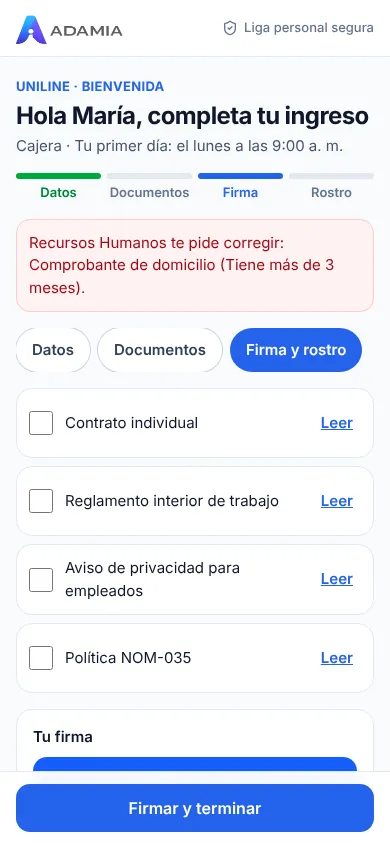 ADAMIA
Liga personal segura
UNILINE · BIENVENIDA
Hola María, completa tu ingreso
Cajera · Tu primer día: el lunes a las 9:00 a. m.
Datos
Documentos
Firma
Rostro
Recursos Humanos te pide corregir:
Comprobante de domicilio (Tiene más de 3
meses).
Datos
Documentos
Firma y rostro
Contrato individual
Leer
Reglamento interior de trabajo
Leer
Aviso de privacidad para
empleados
Leer
Política NOM-035
Leer
Tu firma
Firmar y terminar